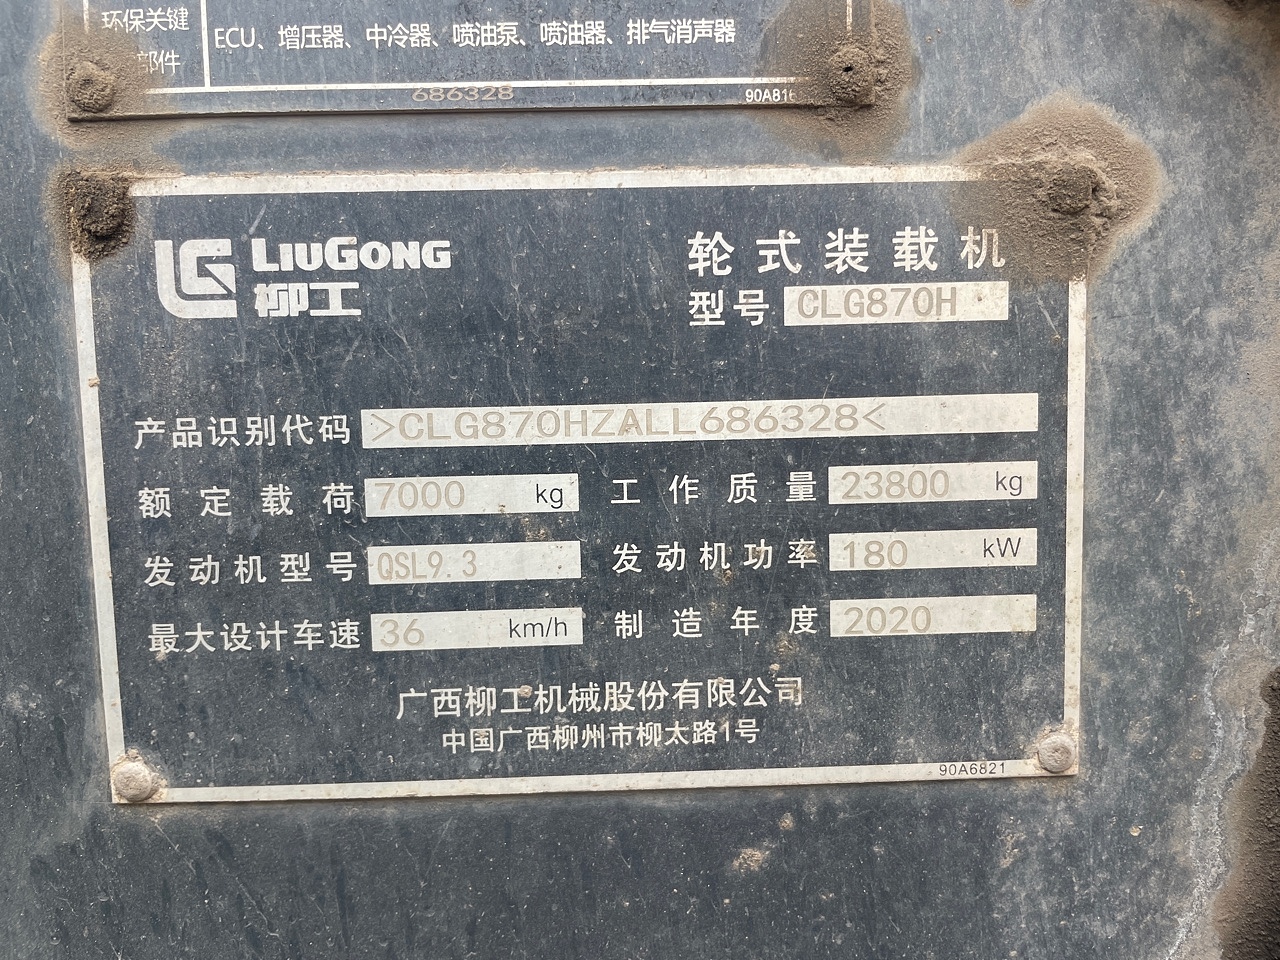 环保关键 ECU、增压器、中冷器、喷油泵、喷油器、排气消声器
部件
686328 90A816
LIUGONG
柳工
轮式装载机
型号 CLG870H
产品识别代码 >CLG870HZALL686328<
额定载荷 7000 kg 工作质量 23800 kg
发动机型号 QSL9.3 发动机功率 180 kW
最大设计车速 36 km/h 制造年度 2020
广西柳工机械股份有限公司
中国广西柳州市柳太路1号
90A6821